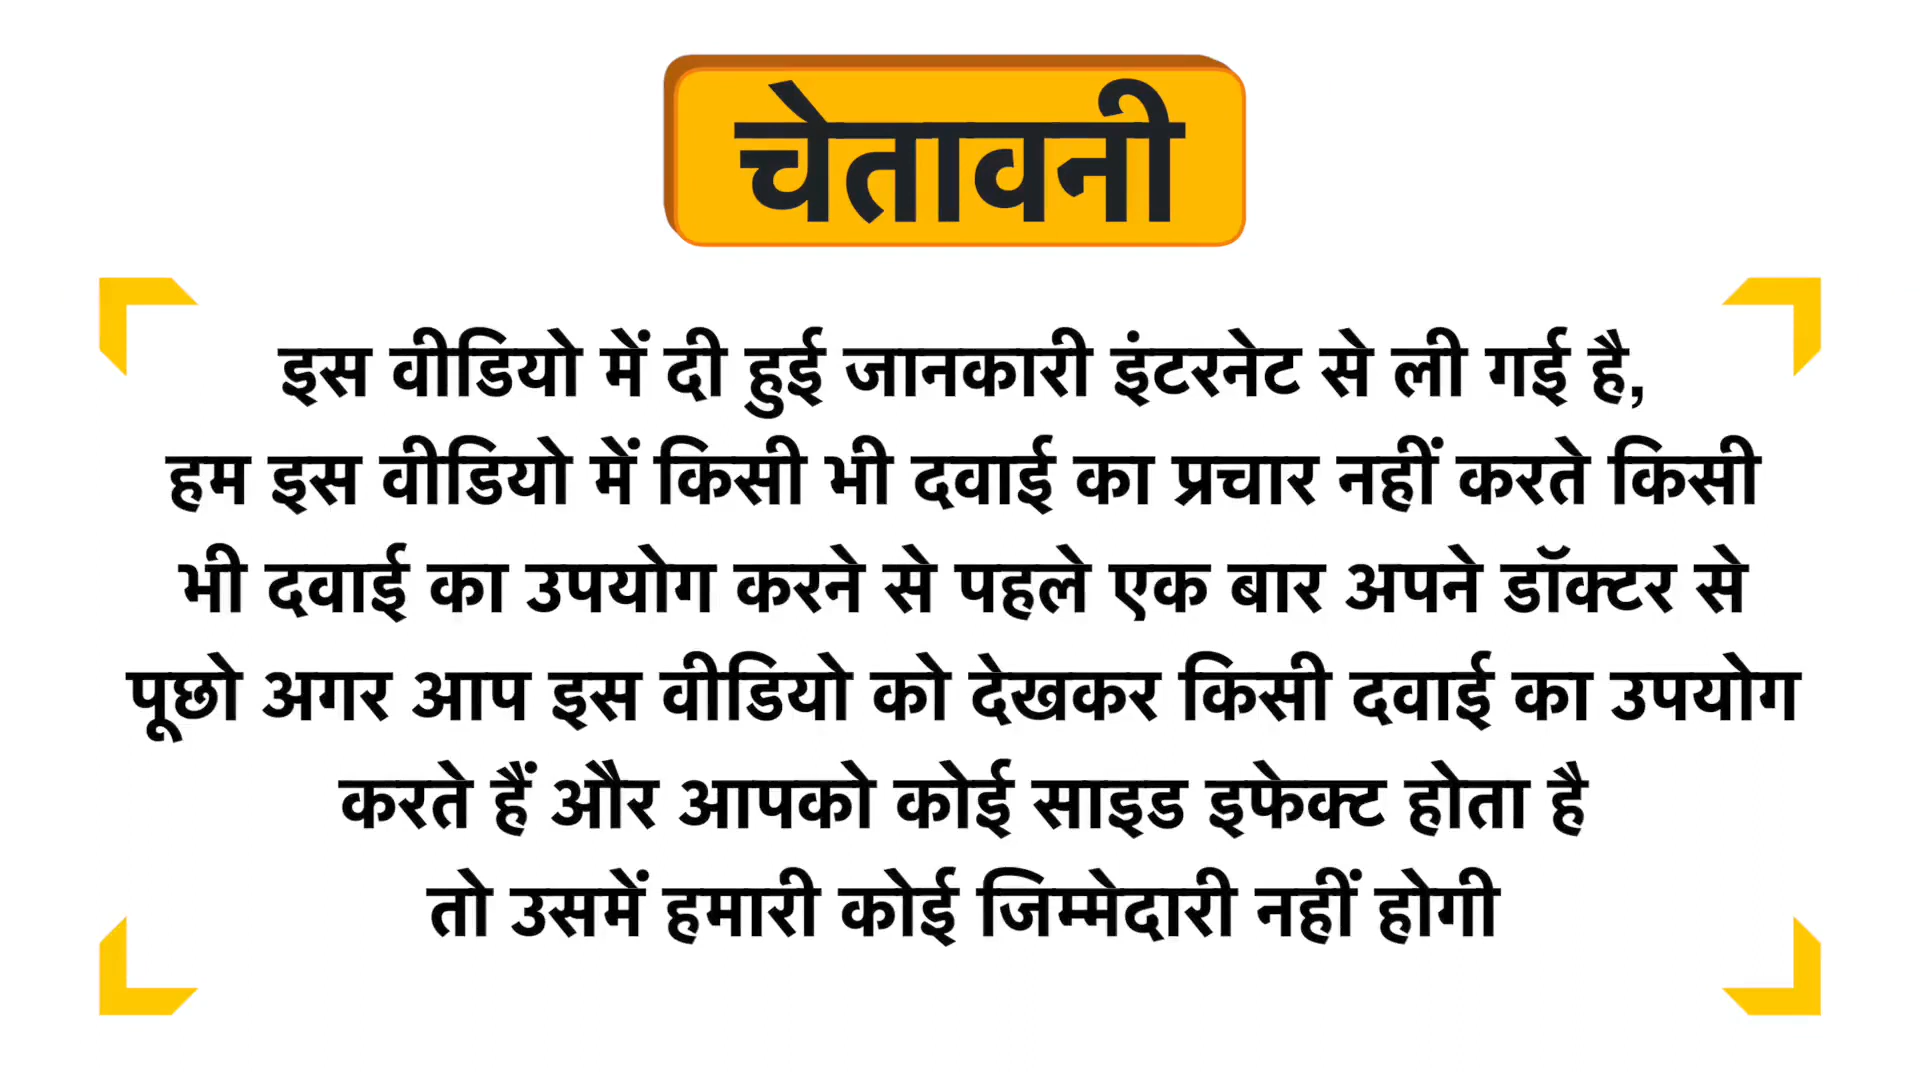 चेतावनी
इस वीडियो में दी हुई जानकारी इंटरनेट से ली गई है,
हम इस वीडियो में किसी भी दवाई का प्रचार नहीं करते किसी
भी दवाई का उपयोग करने से पहले एक बार अपने डॉक्टर से
पूछो अगर आप इस वीडियो को देखकर किसी दवाई का उपयोग
करते हैं और आपको कोई साइड इफेक्ट होता है
तो उसमें हमारी कोई जिम्मेदारी नहीं होगी